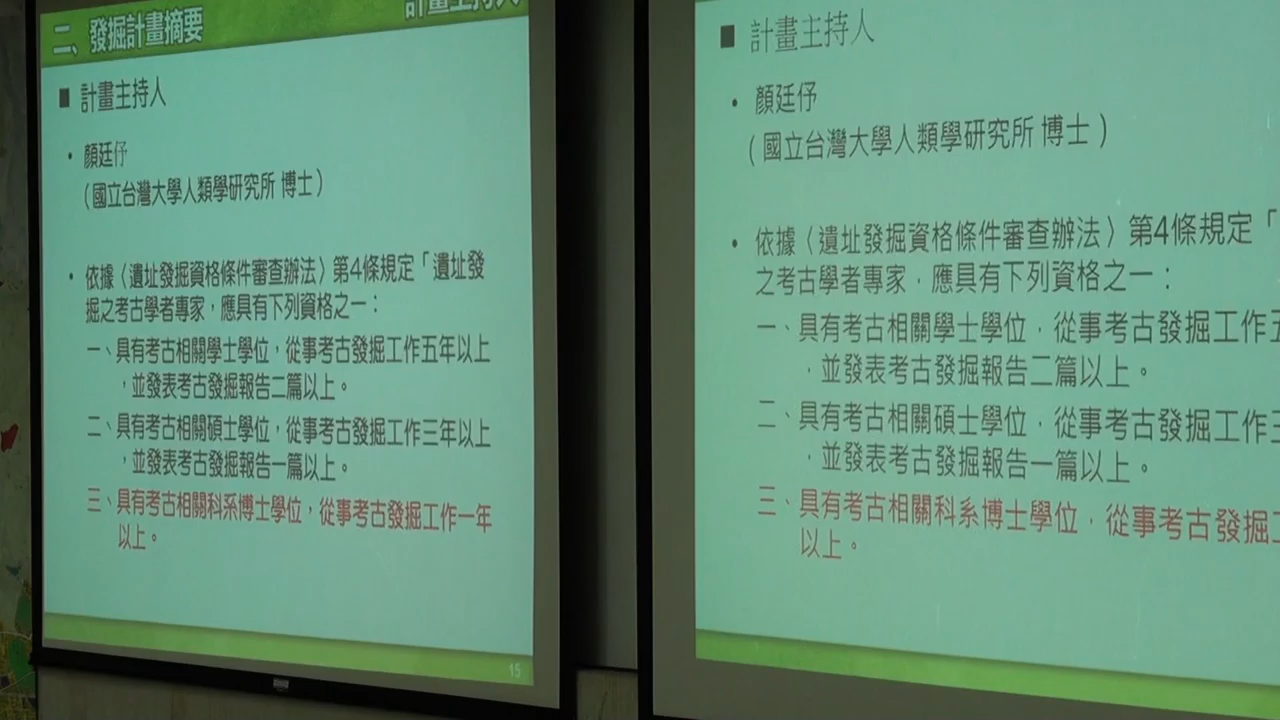 二、發掘計畫摘要
計畫主持人
■ 計畫主持人
• 顏廷伃
(國立台灣大學人類學研究所 博士)
• 依據〈遺址發掘資格條件審查辦法〉第4條規定「遺址發
掘之考古學者專家，應具有下列資格之一：
一、具有考古相關學士學位，從事考古發掘工作五年以上
，並發表考古發掘報告二篇以上。
二、具有考古相關碩士學位，從事考古發掘工作三年以上
，並發表考古發掘報告一篇以上。
三、具有考古相關科系博士學位，從事考古發掘工作一年
以上。
15
■ 計畫主持人
• 顏廷伃
(國立台灣大學人類學研究所 博士)
• 依據〈遺址發掘資格條件審查辦法〉第4條規定「
之考古學者專家，應具有下列資格之一：
一、具有考古相關學士學位，從事考古發掘工作五
，並發表考古發掘報告二篇以上。
二、具有考古相關碩士學位，從事考古發掘工作三
，並發表考古發掘報告一篇以上。
三、具有考古相關科系博士學位，從事考古發掘工
以上。